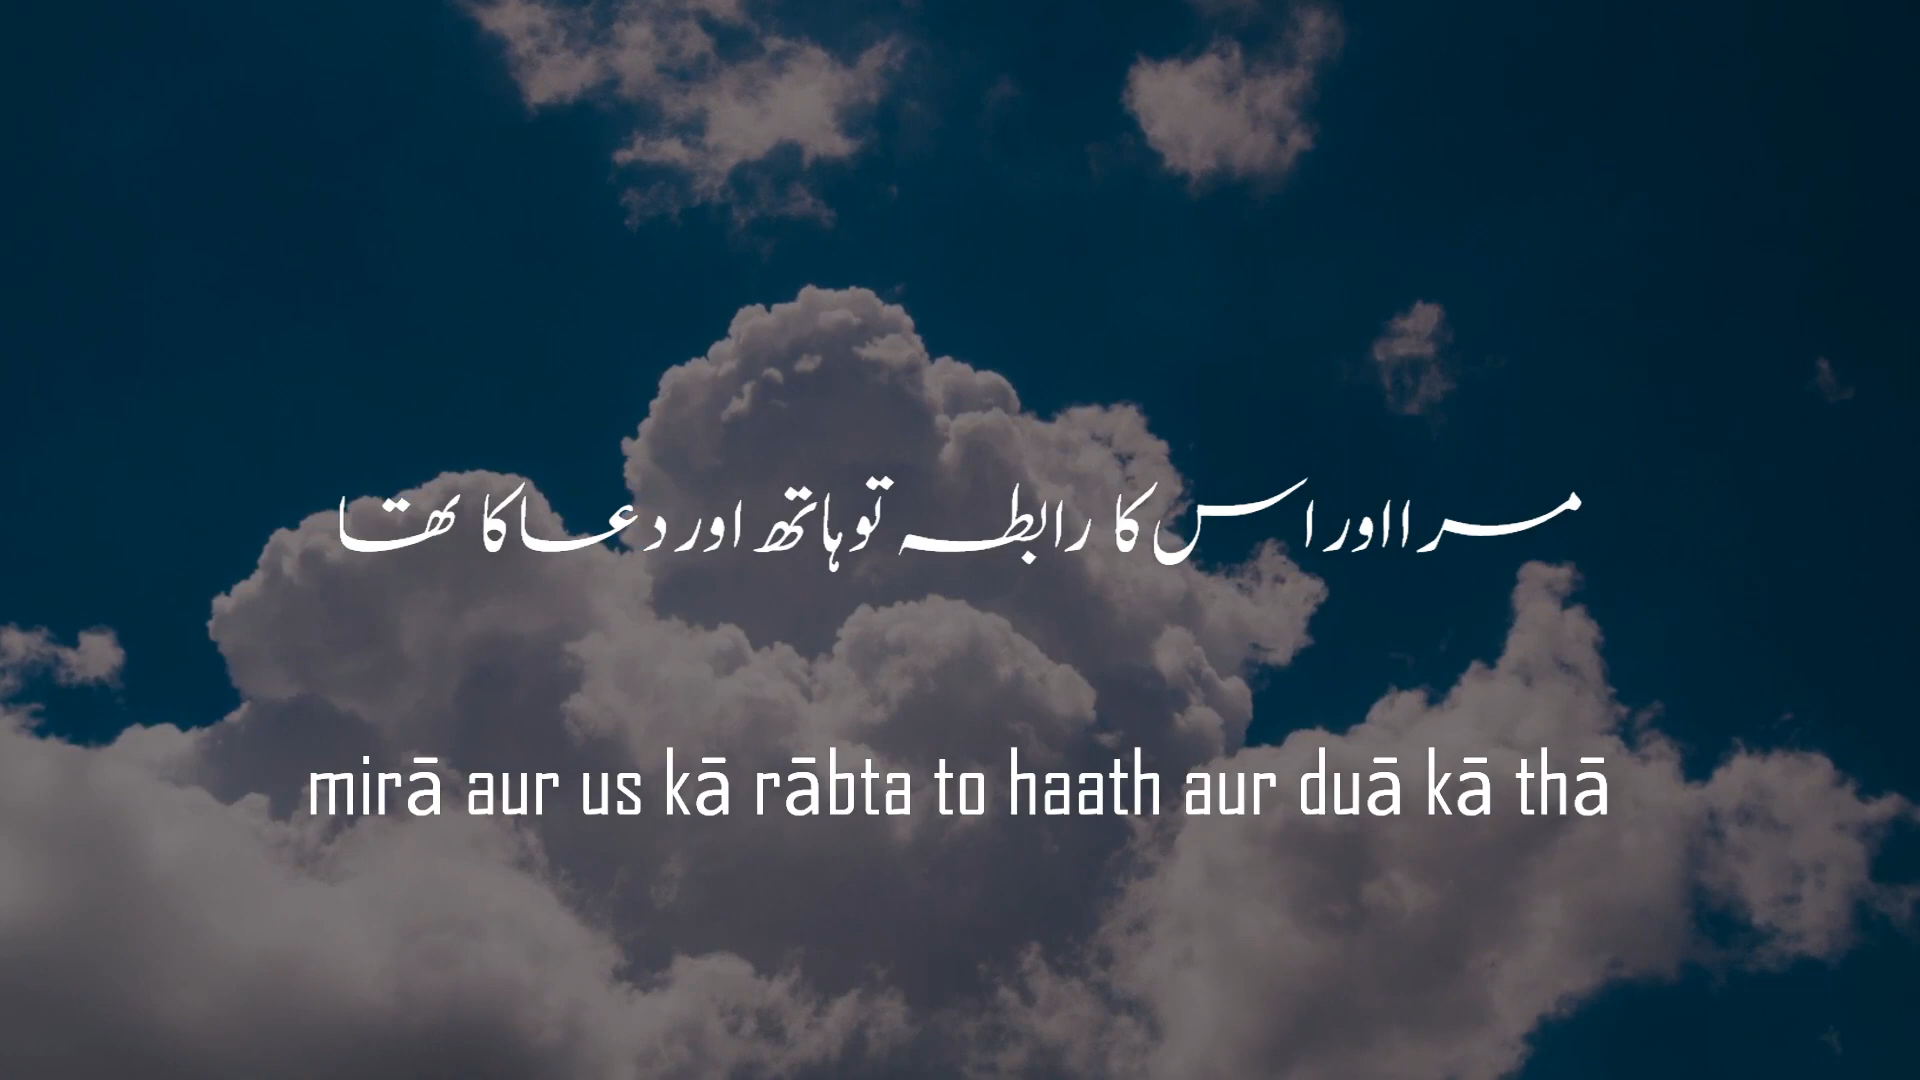 مرا اور اس کا رابطہ تو ہاتھ اور دعا کا تھا
mirā aur us kā rābta to haath aur duā kā thā